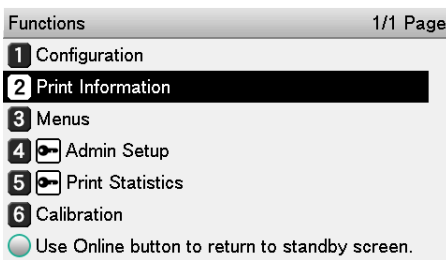 Functions 1/1 Page
1 Configuration
2 Print Information
3 Menus
4 Admin Setup
5 Print Statistics
6 Calibration
Use Online button to return to standby screen.